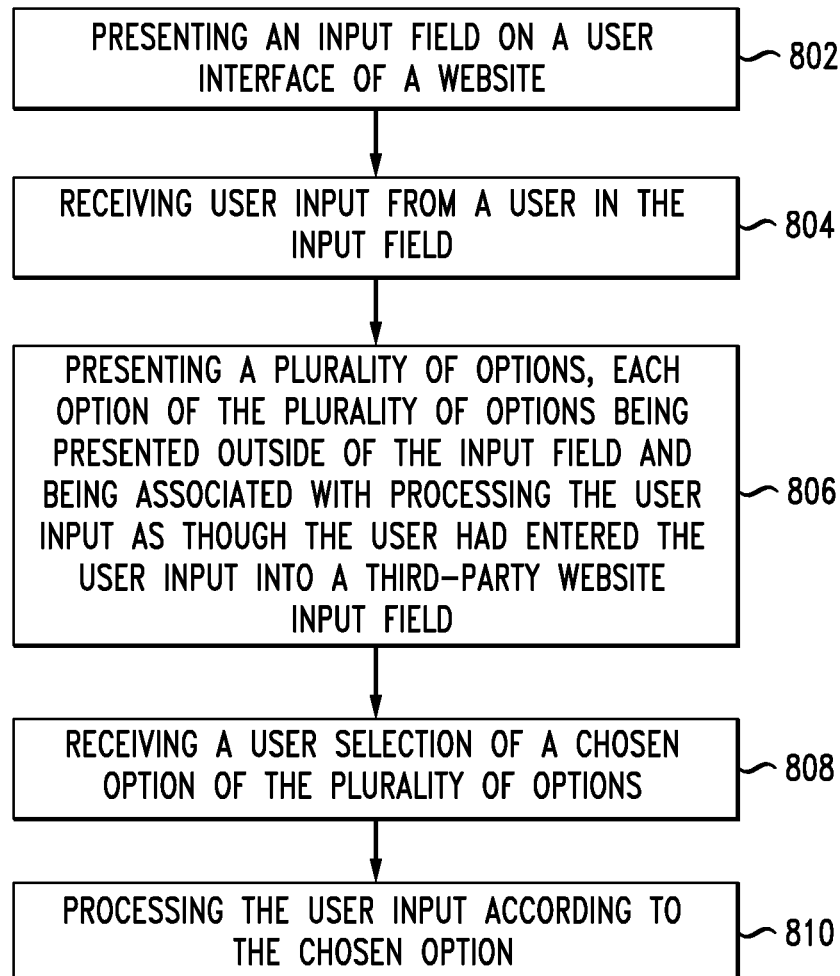 PRESENTING AN INPUT FIELD ON A USER
INTERFACE OF A WEBSITE
802
RECEIVING USER INPUT FROM A USER IN THE
INPUT FIELD
804
PRESENTING A PLURALITY OF OPTIONS, EACH
OPTION OF THE PLURALITY OF OPTIONS BEING
PRESENTED OUTSIDE OF THE INPUT FIELD AND
BEING ASSOCIATED WITH PROCESSING THE USER
INPUT AS THOUGH THE USER HAD ENTERED THE
USER INPUT INTO A THIRD-PARTY WEBSITE
INPUT FIELD
806
RECEIVING A USER SELECTION OF A CHOSEN
OPTION OF THE PLURALITY OF OPTIONS
808
PROCESSING THE USER INPUT ACCORDING TO
THE CHOSEN OPTION
810